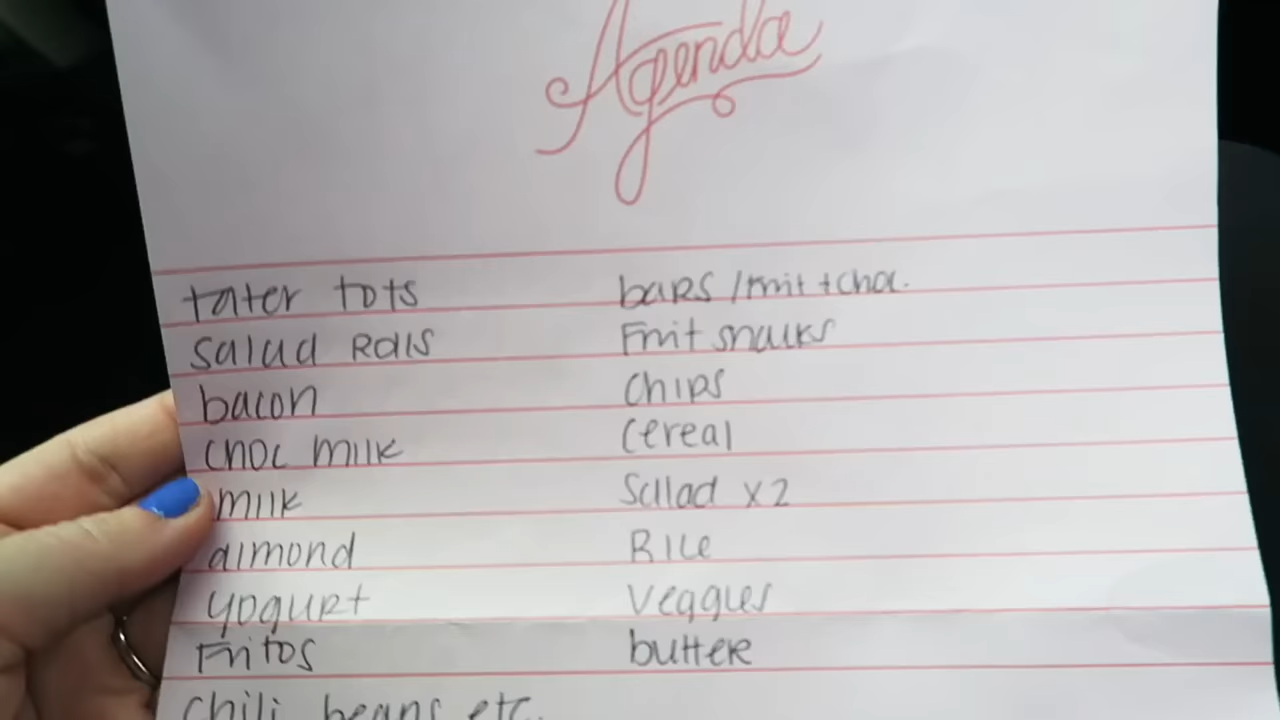 Agenda
tater tots
salad Rolls
bacon
choc milk
milk
almond
yogurt
Fritos
chili beans etc.
baRS / fruit + choc.
Fruit snacks
Chips
Cereal
Salad x2
RICe
Veggies
butteR